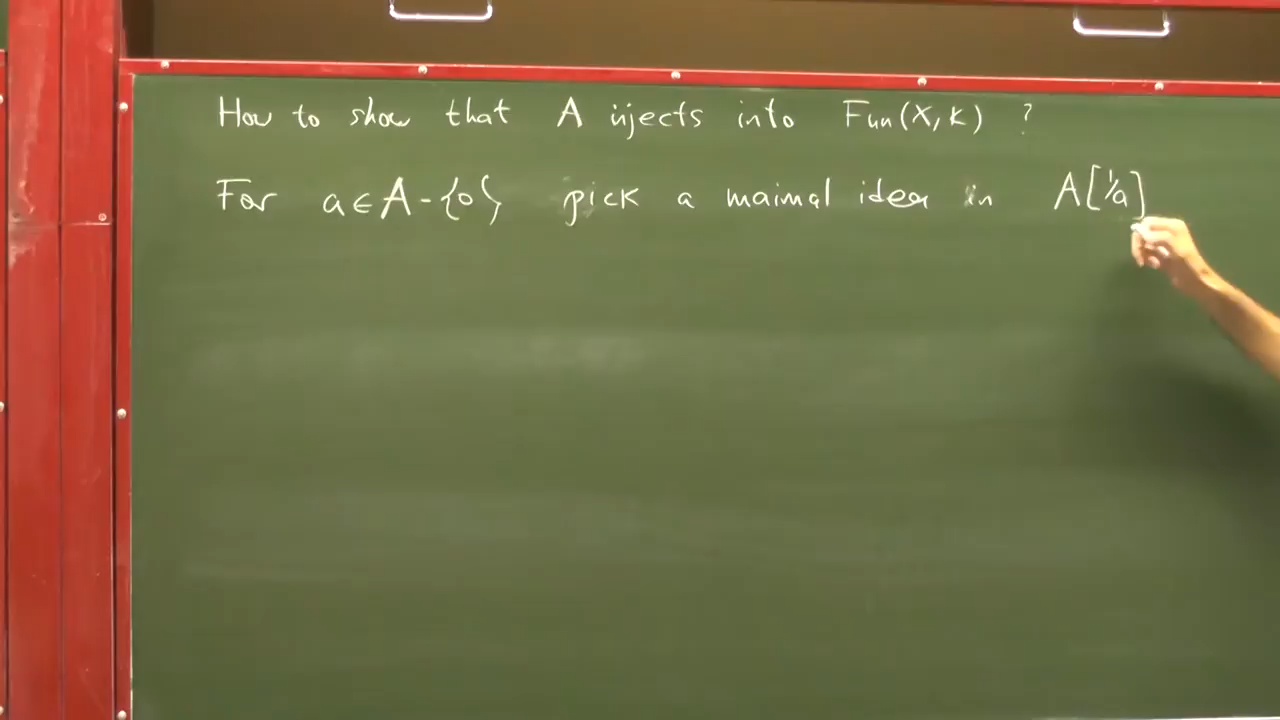 How to show that A injects into Fun(X, K) ?
For a ∈ A - {0} pick a maimal idea in A[1/a]